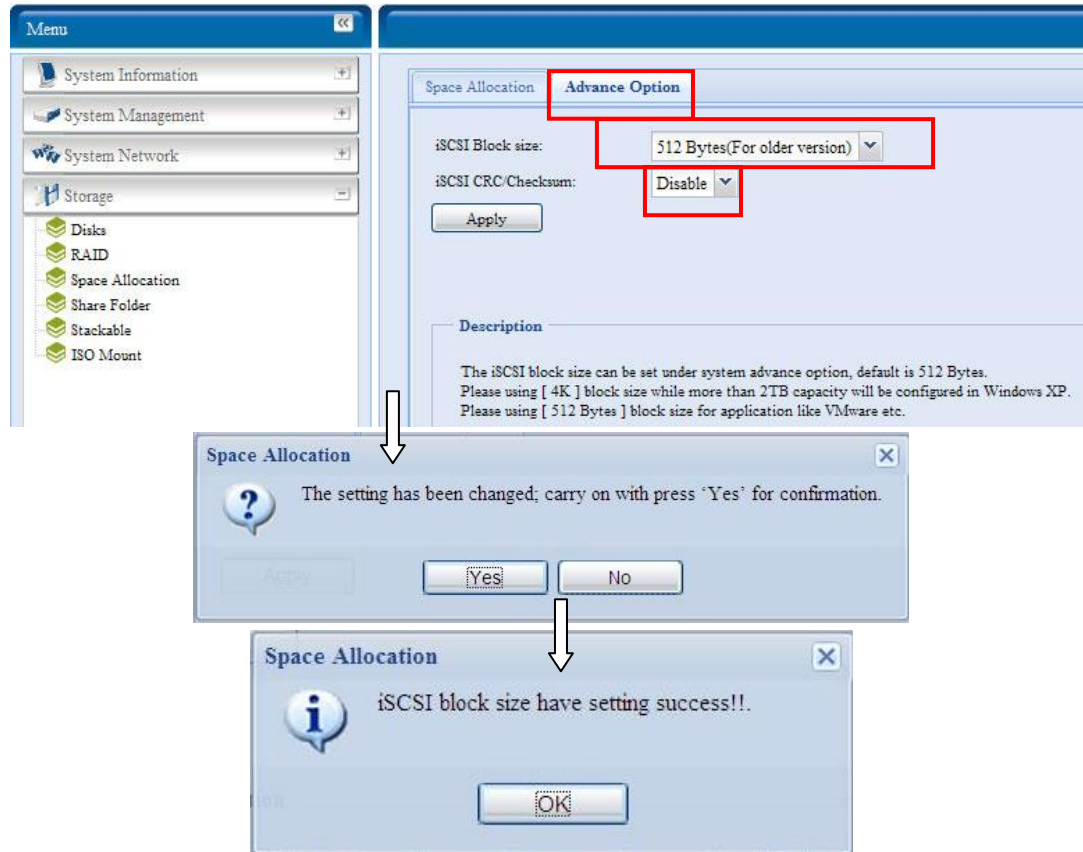 Menu
System Information
System Management
System Network
Storage
Disks
RAID
Space Allocation
Share Folder
Stackable
ISO Mount
Space Allocation Advance Option
iSCSI Block size: 512 Bytes(For older version)
iSCSI CRC/Checksum: Disable
Apply
Description
The iSCSI block size can be set under system advance option, default is 512 Bytes.
Please using [ 4K ] block size while more than 2TB capacity will be configured in Windows XP.
Please using [ 512 Bytes ] block size for application like VMware etc.
Space Allocation
The setting has been changed; carry on with press ‘Yes’ for confirmation.
Apply
Yes No
Space Allocation
iSCSI block size have setting success!!.
OK